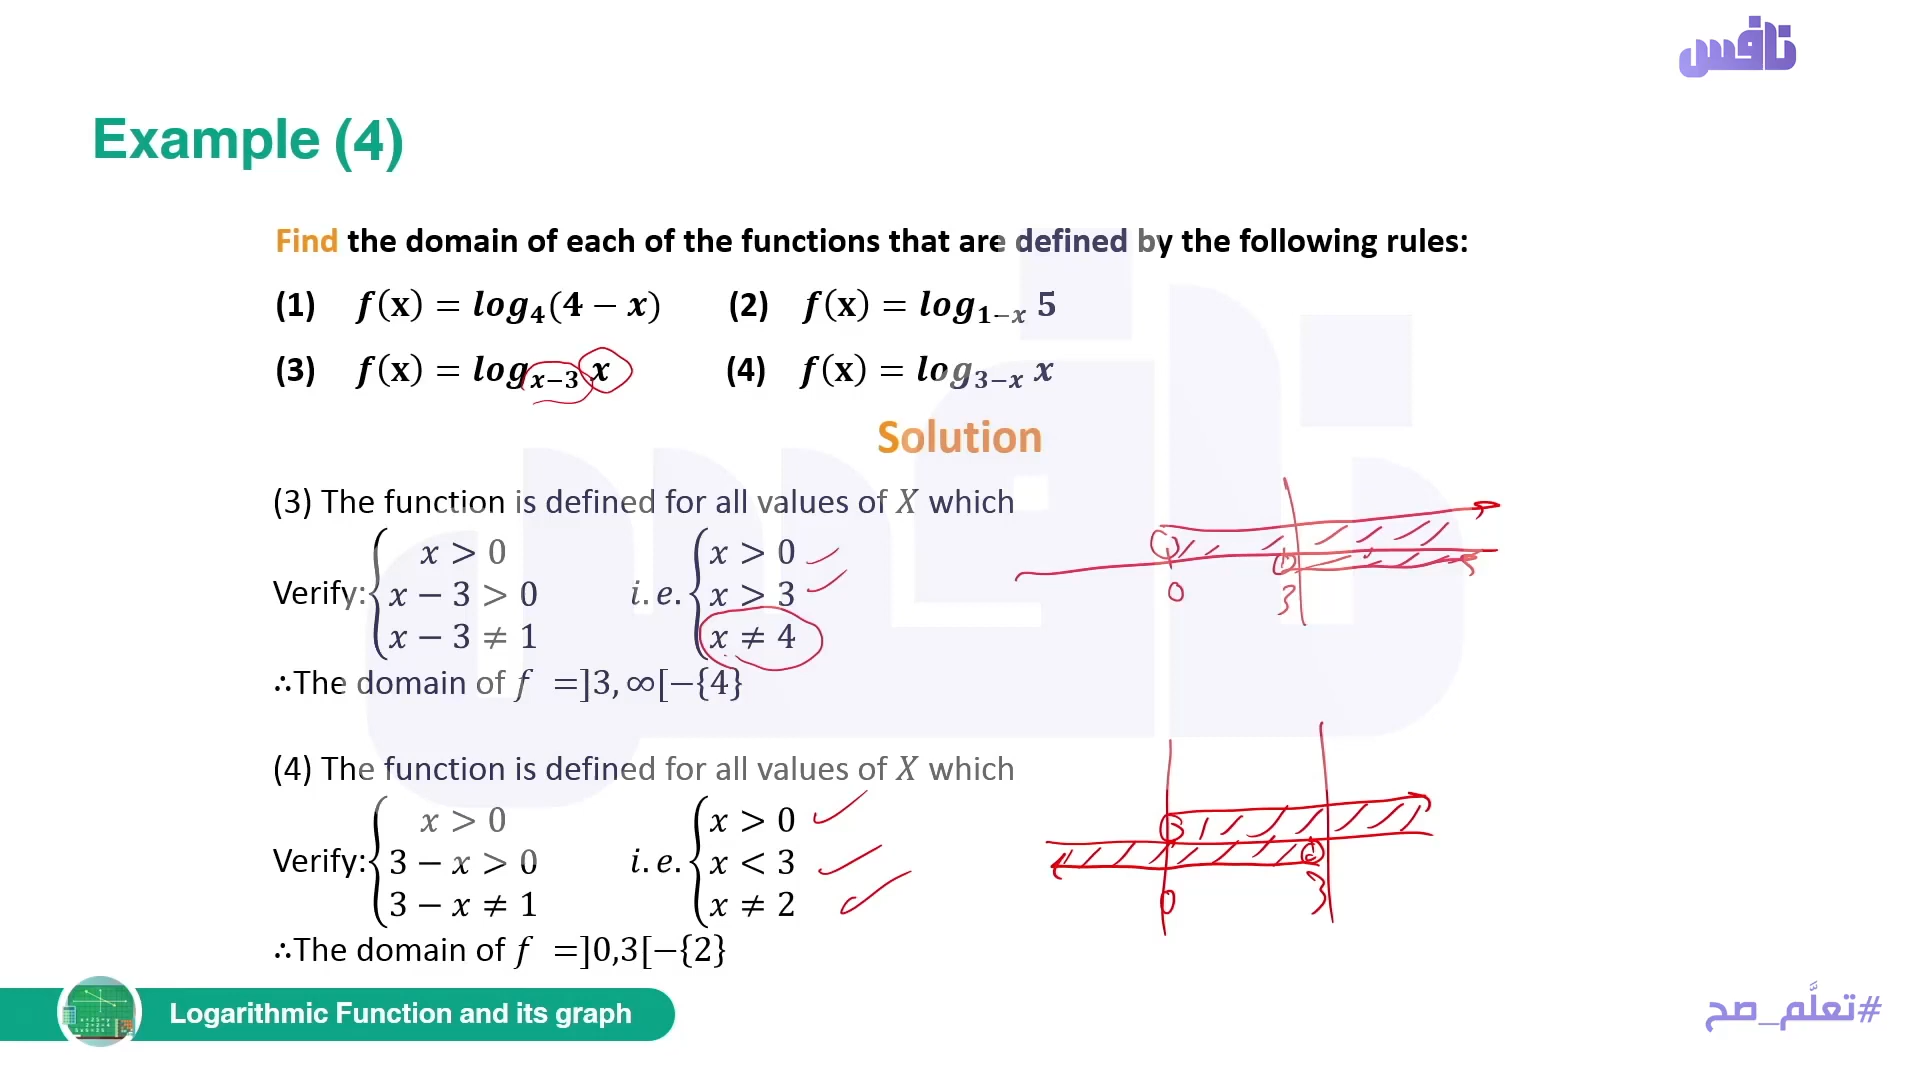 نافس
Example (4)
Find the domain of each of the functions that are defined by the following rules:
(1) f(x) = log₄(4 − x) (2) f(x) = log₁₋ₓ 5
(3) f(x) = logₓ₋₃ x (4) f(x) = log₃₋ₓ x
Solution
(3) The function is defined for all values of X which
x > 0 x > 0
Verify: x − 3 > 0 i.e. x > 3
x − 3 ≠ 1 x ≠ 4
0 3
∴The domain of f =]3, ∞[−{4}
(4) The function is defined for all values of X which
x > 0 x > 0
Verify: 3 − x > 0 i.e. x < 3
3 − x ≠ 1 x ≠ 2
0 3
∴The domain of f =]0,3[−{2}
Logarithmic Function and its graph
#تعلَّم_صح